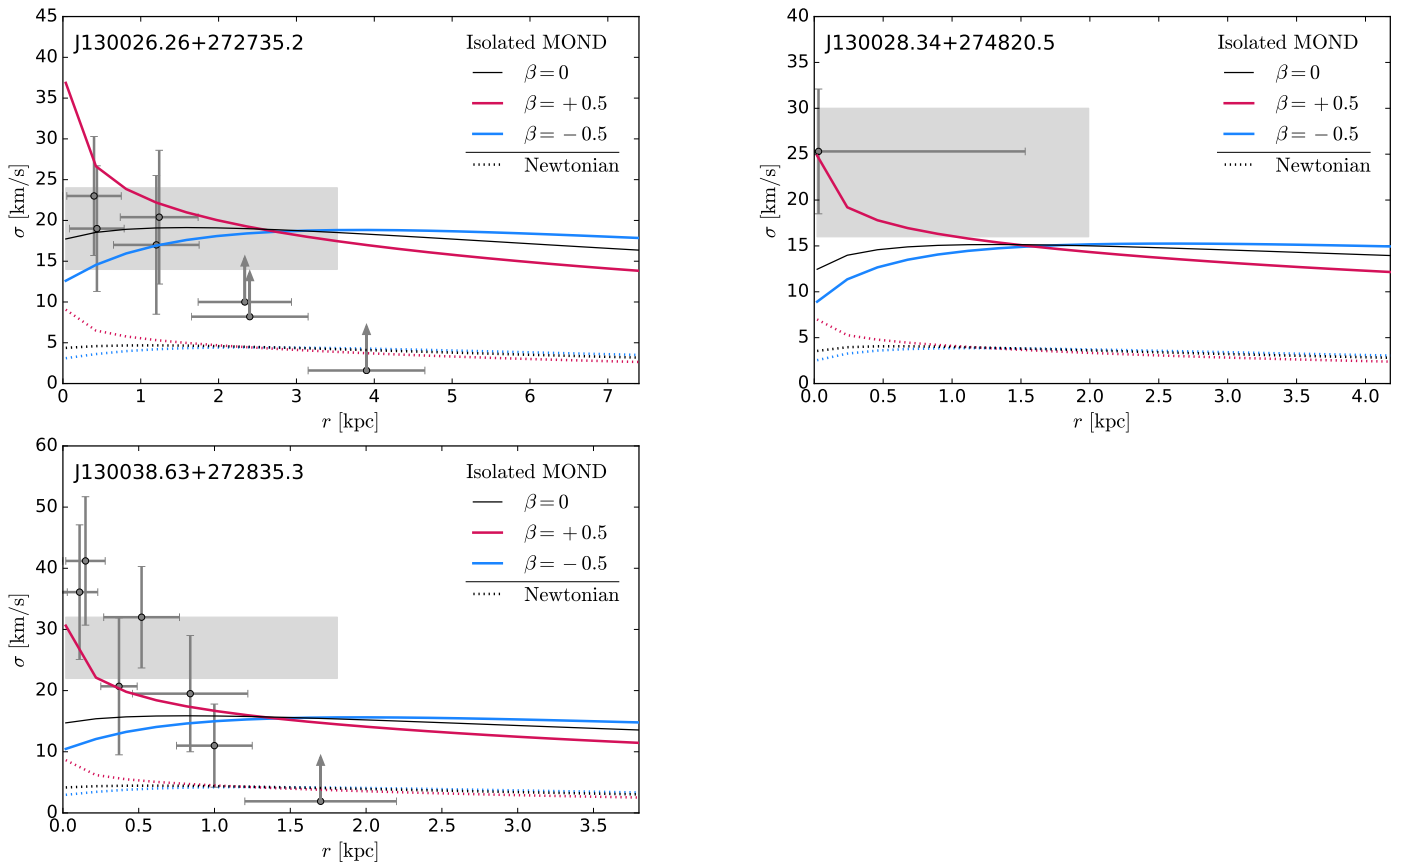 J130026.26+272735.2
Isolated MOND
β = 0
β = + 0.5
β = − 0.5
Newtonian
45
40
35
30
25
20
15
10
5
0
σ [km/s]
0 1 2 3 4 5 6 7
r [kpc]
J130028.34+274820.5
Isolated MOND
β = 0
β = + 0.5
β = − 0.5
Newtonian
40
35
30
25
20
15
10
5
0
σ [km/s]
0.0 0.5 1.0 1.5 2.0 2.5 3.0 3.5 4.0
r [kpc]
J130038.63+272835.3
Isolated MOND
β = 0
β = + 0.5
β = − 0.5
Newtonian
60
50
40
30
20
10
0
σ [km/s]
0.0 0.5 1.0 1.5 2.0 2.5 3.0 3.5
r [kpc]